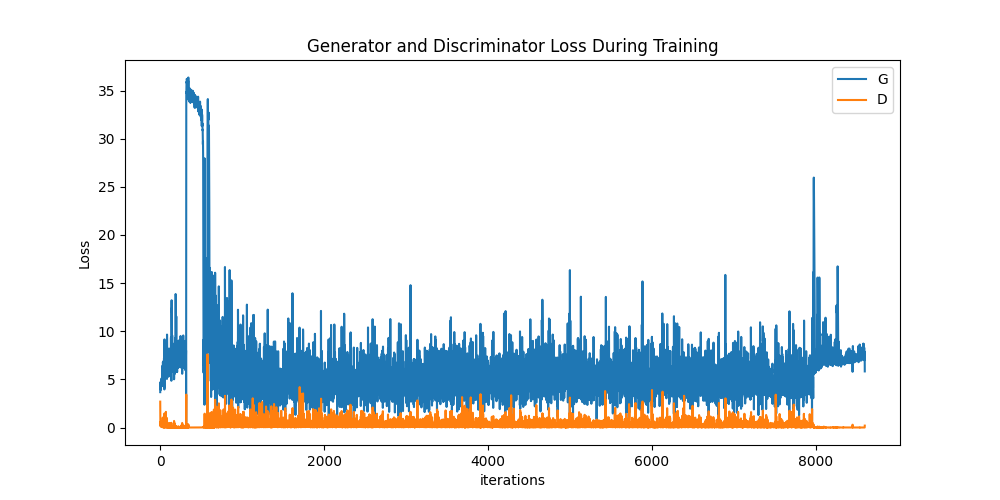 Generator and Discriminator Loss During Training
G
D
35
30
25
20
15
10
5
0
Loss
0 2000 4000 6000 8000
iterations